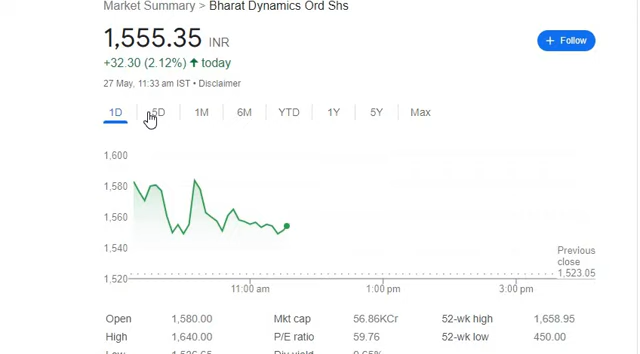 Market Summary > Bharat Dynamics Ord Shs
1,555.35 INR
+ Follow
+32.30 (2.12%) ↑ today
27 May, 11:33 am IST • Disclaimer
1D 5D 1M 6M YTD 1Y 5Y Max
1,600
1,580
1,560
1,540
1,520
Previous
close
1,523.05
11:00 am 1:00 pm 3:00 pm
Open 1,580.00 Mkt cap 56.86KCr 52-wk high 1,658.95
High 1,640.00 P/E ratio 59.76 52-wk low 450.00